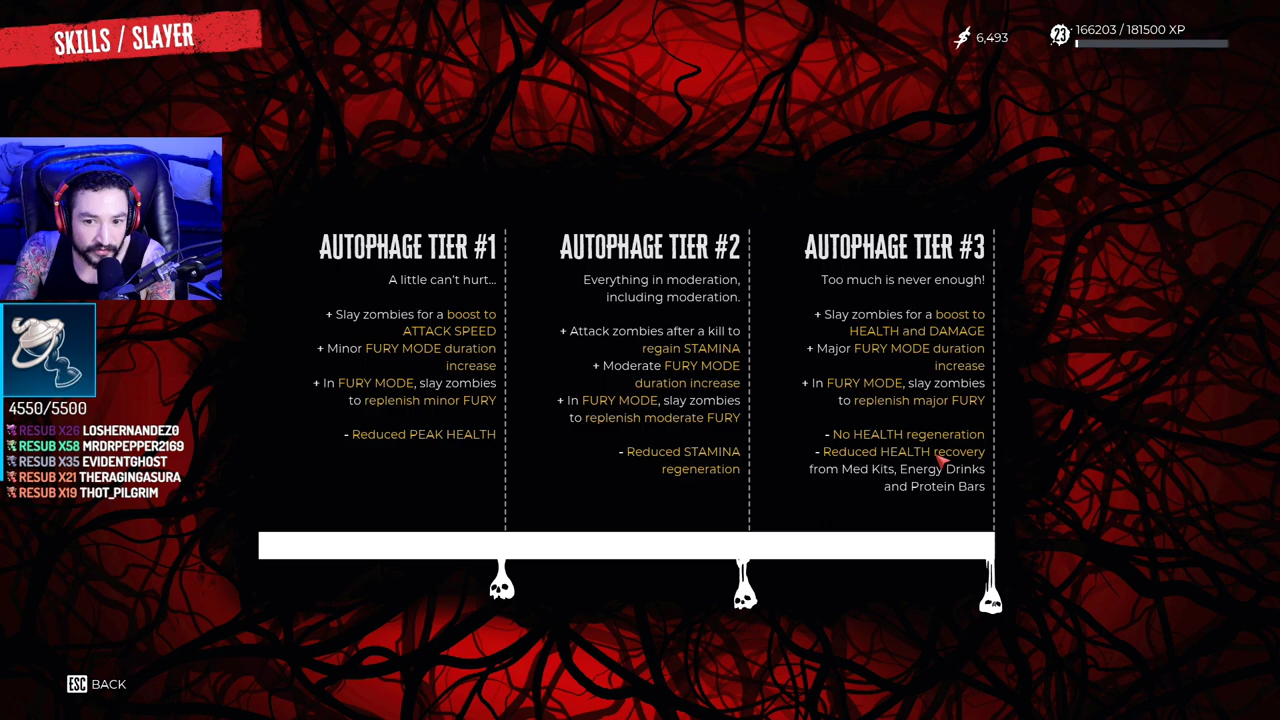 SKILLS / SLAYER
6,493
23
166203 / 181500 XP
AUTOPHAGE TIER #1
A little can't hurt...
+ Slay zombies for a boost to
ATTACK SPEED
+ Minor FURY MODE duration
increase
+ In FURY MODE, slay zombies
to replenish minor FURY
- Reduced PEAK HEALTH
AUTOPHAGE TIER #2
Everything in moderation,
including moderation.
+ Attack zombies after a kill to
regain STAMINA
+ Moderate FURY MODE
duration increase
+ In FURY MODE, slay zombies
to replenish moderate FURY
- Reduced STAMINA
regeneration
AUTOPHAGE TIER #3
Too much is never enough!
+ Slay zombies for a boost to
HEALTH and DAMAGE
+ Major FURY MODE duration
increase
+ In FURY MODE, slay zombies
to replenish major FURY
- No HEALTH regeneration
- Reduced HEALTH recovery
from Med Kits, Energy Drinks
and Protein Bars
4550/5500
RESUB X26 LOSHERNANDEZ0
RESUB X58 MRDRPEPPER2169
RESUB X35 EVIDENTGHOST
RESUB X21 THERAGINGASURA
RESUB X19 THOT_PILGRIM
ESC BACK